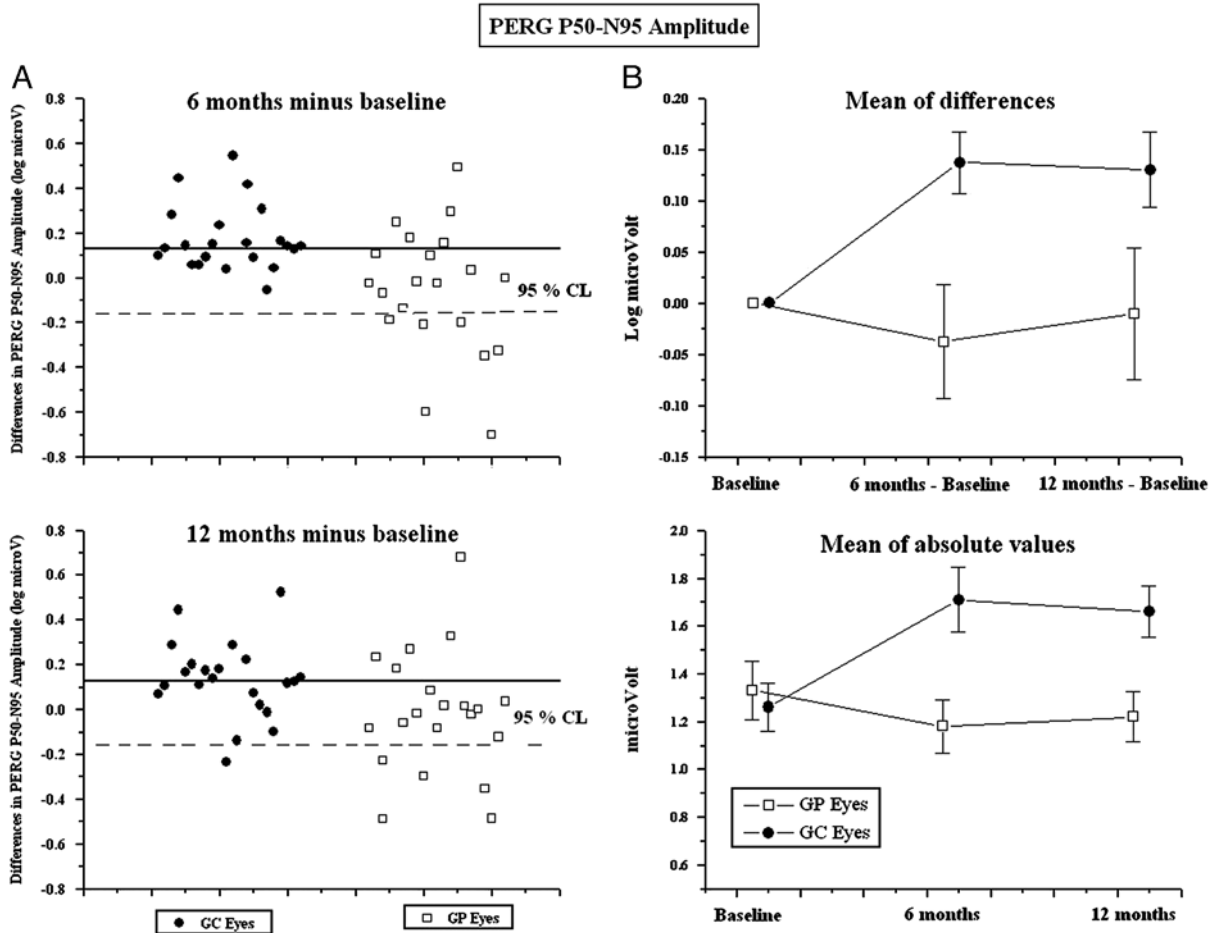 PERG P50-N95 Amplitude
A
6 months minus baseline
Differences in PERG P50-N95 Amplitude (log microV)
0.8
0.6
0.4
0.2
0.0
-0.2
-0.4
-0.6
-0.8
95 % CL
12 months minus baseline
Differences in PERG P50-N95 Amplitude (log microV)
0.8
0.6
0.4
0.2
0.0
-0.2
-0.4
-0.6
-0.8
95 % CL
GC Eyes
GP Eyes
B
Mean of differences
Log microVolt
0.20
0.15
0.10
0.05
0.00
-0.05
-0.10
-0.15
Baseline
6 months - Baseline
12 months - Baseline
Mean of absolute values
microVolt
2.0
1.8
1.6
1.4
1.2
1.0
0.8
0.6
GP Eyes
GC Eyes
Baseline
6 months
12 months